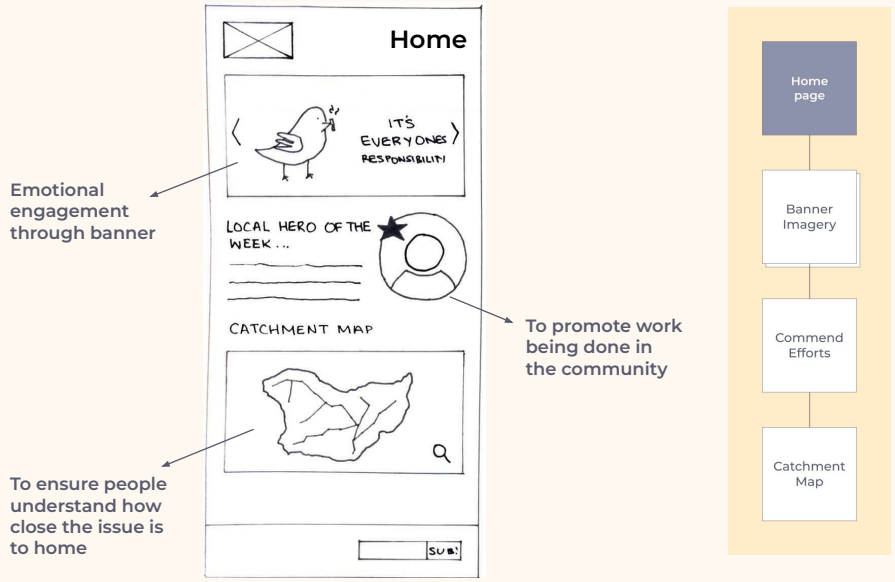 Home
IT'S
EVERYONES
RESPONSIBILITY
Emotional
engagement
through banner
LOCAL HERO OF THE
WEEK...
To promote work
being done in
the community
CATCHMENT MAP
To ensure people
understand how
close the issue is
to home
SUB!
Home
page
Banner
Imagery
Commend
Efforts
Catchment
Map